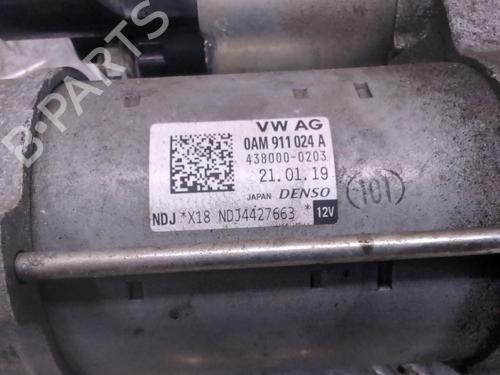 VW AG
0AM 911 024 A
438000-0203
21.01.19
JAPAN DENSO
NDJ *X18 NDJ4427663 * 12V
(101)
B-PARTS